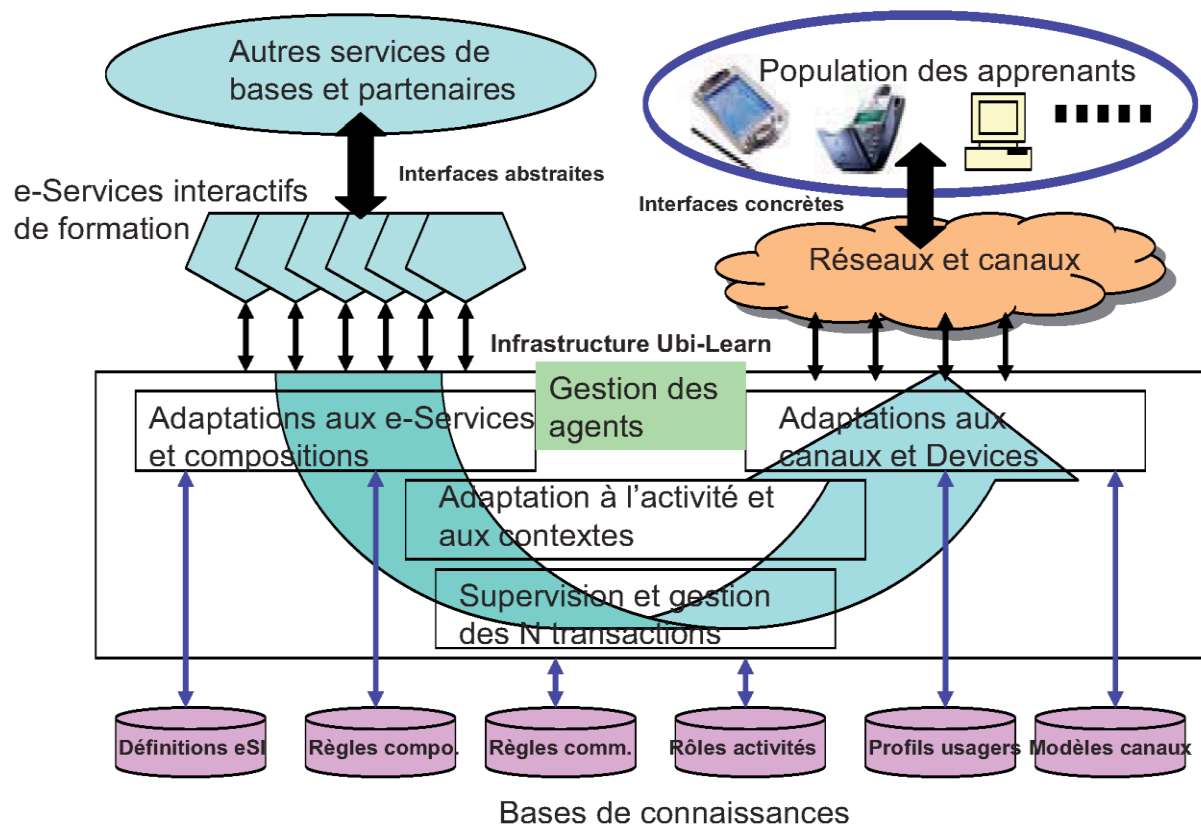 Autres services de
bases et partenaires
Population des apprenants
Interfaces abstraites
e-Services interactifs
de formation
Interfaces concrètes
Réseaux et canaux
Infrastructure Ubi-Learn
Gestion des
agents
Adaptations aux e-Services
et compositions
Adaptations aux
canaux et Devices
Adaptation à l’activité et
aux contextes
Supervision et gestion
des N transactions
Définitions eSI
Règles compo.
Règles comm.
Rôles activités
Profils usagers
Modèles canaux
Bases de connaissances